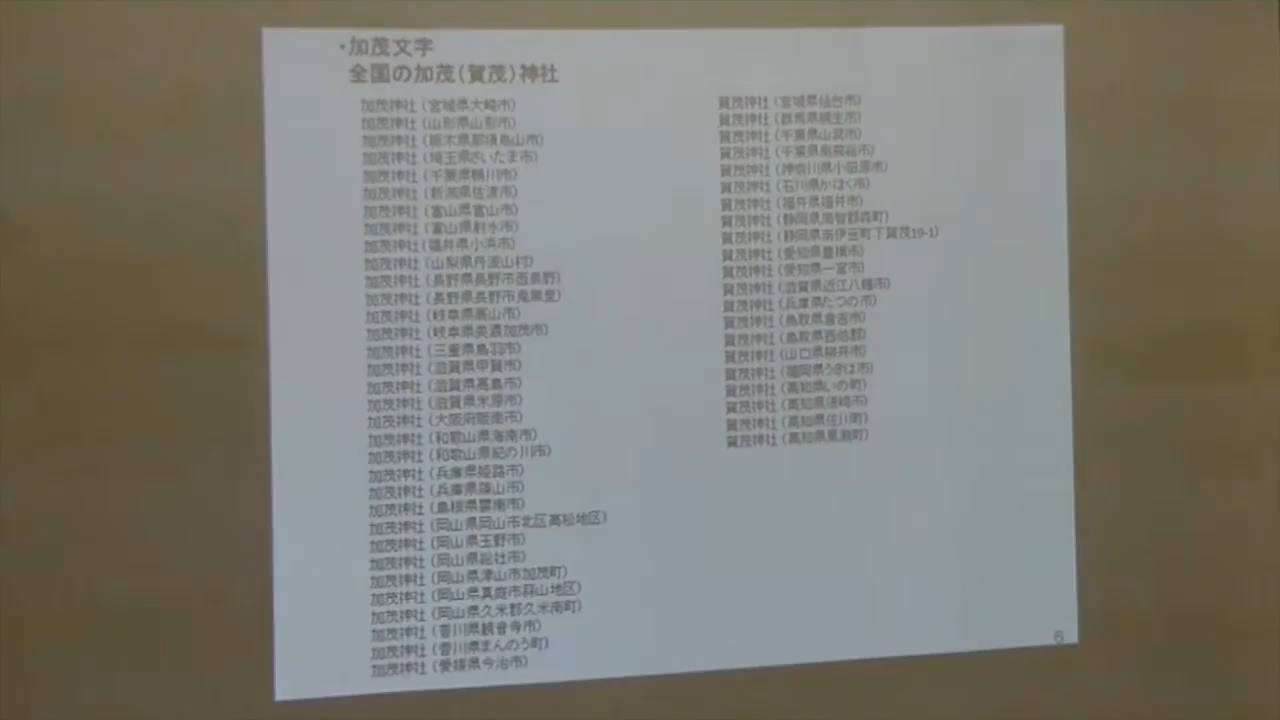 ・加茂文字
全国の加茂(賀茂)神社
加茂神社 (宮城県大崎市)
加茂神社 (山形県山形市)
加茂神社 (栃木県那須烏山市)
加茂神社 (埼玉県さいたま市)
加茂神社 (千葉県鴨川市)
加茂神社 (新潟県佐渡市)
加茂神社 (富山県富山市)
加茂神社 (富山県射水市)
加茂神社 (福井県小浜市)
加茂神社 (山梨県丹波山村)
加茂神社 (長野県長野市西長野)
加茂神社 (長野県長野市鬼無里)
加茂神社 (岐阜県高山市)
加茂神社 (岐阜県美濃加茂市)
加茂神社 (三重県鳥羽市)
加茂神社 (滋賀県甲賀市)
加茂神社 (滋賀県高島市)
加茂神社 (滋賀県米原市)
加茂神社 (大阪府阪南市)
加茂神社 (和歌山県海南市)
加茂神社 (和歌山県紀の川市)
加茂神社 (兵庫県姫路市)
加茂神社 (兵庫県篠山市)
加茂神社 (島根県雲南市)
加茂神社 (岡山県岡山市北区高松地区)
加茂神社 (岡山県玉野市)
加茂神社 (岡山県総社市)
加茂神社 (岡山県津山市加茂町)
加茂神社 (岡山県真庭市蒜山地区)
加茂神社 (岡山県久米郡久米南町)
加茂神社 (香川県観音寺市)
加茂神社 (香川県まんのう町)
加茂神社 (愛媛県今治市)
賀茂神社 (宮城県仙台市)
賀茂神社 (群馬県桐生市)
賀茂神社 (千葉県山武市)
賀茂神社 (千葉県南房総市)
賀茂神社 (神奈川県小田原市)
賀茂神社 (石川県かほく市)
賀茂神社 (福井県福井市)
賀茂神社 (静岡県周智郡森町)
賀茂神社 (静岡県南伊豆町下賀茂19-1)
賀茂神社 (愛知県豊橋市)
賀茂神社 (愛知県一宮市)
賀茂神社 (滋賀県近江八幡市)
賀茂神社 (兵庫県たつの市)
賀茂神社 (鳥取県倉吉市)
賀茂神社 (鳥取県西伯郡)
賀茂神社 (山口県柳井市)
賀茂神社 (福岡県うきは市)
賀茂神社 (高知県いの町)
賀茂神社 (高知県須崎市)
賀茂神社 (高知県佐川町)
賀茂神社 (高知県黒潮町)
6